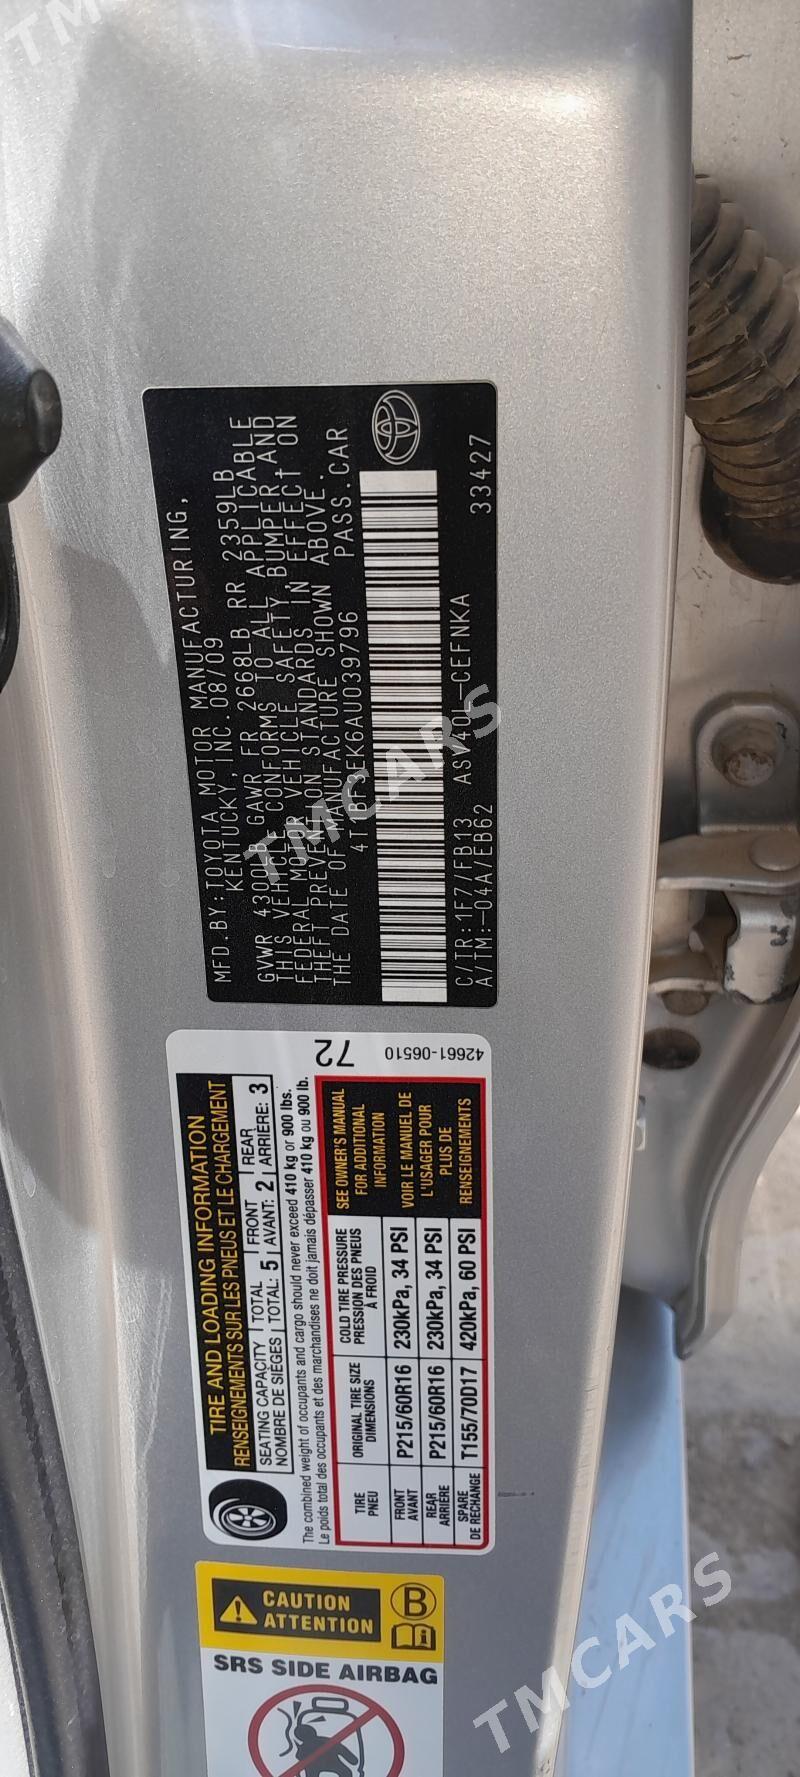 MFD.BY:TOYOTA MOTOR MANUFACTURING,
KENTUCKY, INC. 08/09
GVWR 4300LB GAWR FR 2668LB RR 2359LB
THIS VEHICLE CONFORMS TO ALL APPLICABLE
FEDERAL MOTOR VEHICLE SAFETY, BUMPER, AND
THEFT PREVENTION STANDARDS IN EFFECT ON
THE DATE OF MANUFACTURE SHOWN ABOVE.
PASS.CAR
C/TR:1F7/FB13
A/TM:-04A/EB62
33427
72
42661-06510
TIRE AND LOADING INFORMATION
RENSEIGNEMENTS SUR LES PNEUS ET LE CHARGEMENT
SEATING CAPACITY TOTAL FRONT REAR
NOMBRE DE SIÈGES TOTAL: 5 AVANT: 2 ARRIÈRE: 3
The combined weight of occupants and cargo should never exceed 410 kg or 900 lbs.
Le poids total des occupants et des marchandises ne doit jamais dépasser 410 kg ou 900 lb.
TIRE
PNEU
ORIGINAL TIRE SIZE
DIMENSIONS
COLD TIRE PRESSURE
PRESSION DES PNEUS
À FROID
SEE OWNER'S MANUAL
FOR ADDITIONAL
INFORMATION
VOIR LE MANUEL DE
L'USAGER POUR
PLUS DE
RENSEIGNEMENTS
FRONT
AVANT
P215/60R16 230kPa, 34 PSI
REAR
ARRIÈRE
P215/60R16 230kPa, 34 PSI
SPARE
DE RECHANGE
T155/70D17 420kPa, 60 PSI
CAUTION
ATTENTION
B
SRS SIDE AIRBAG
TMCARS
TMCARS